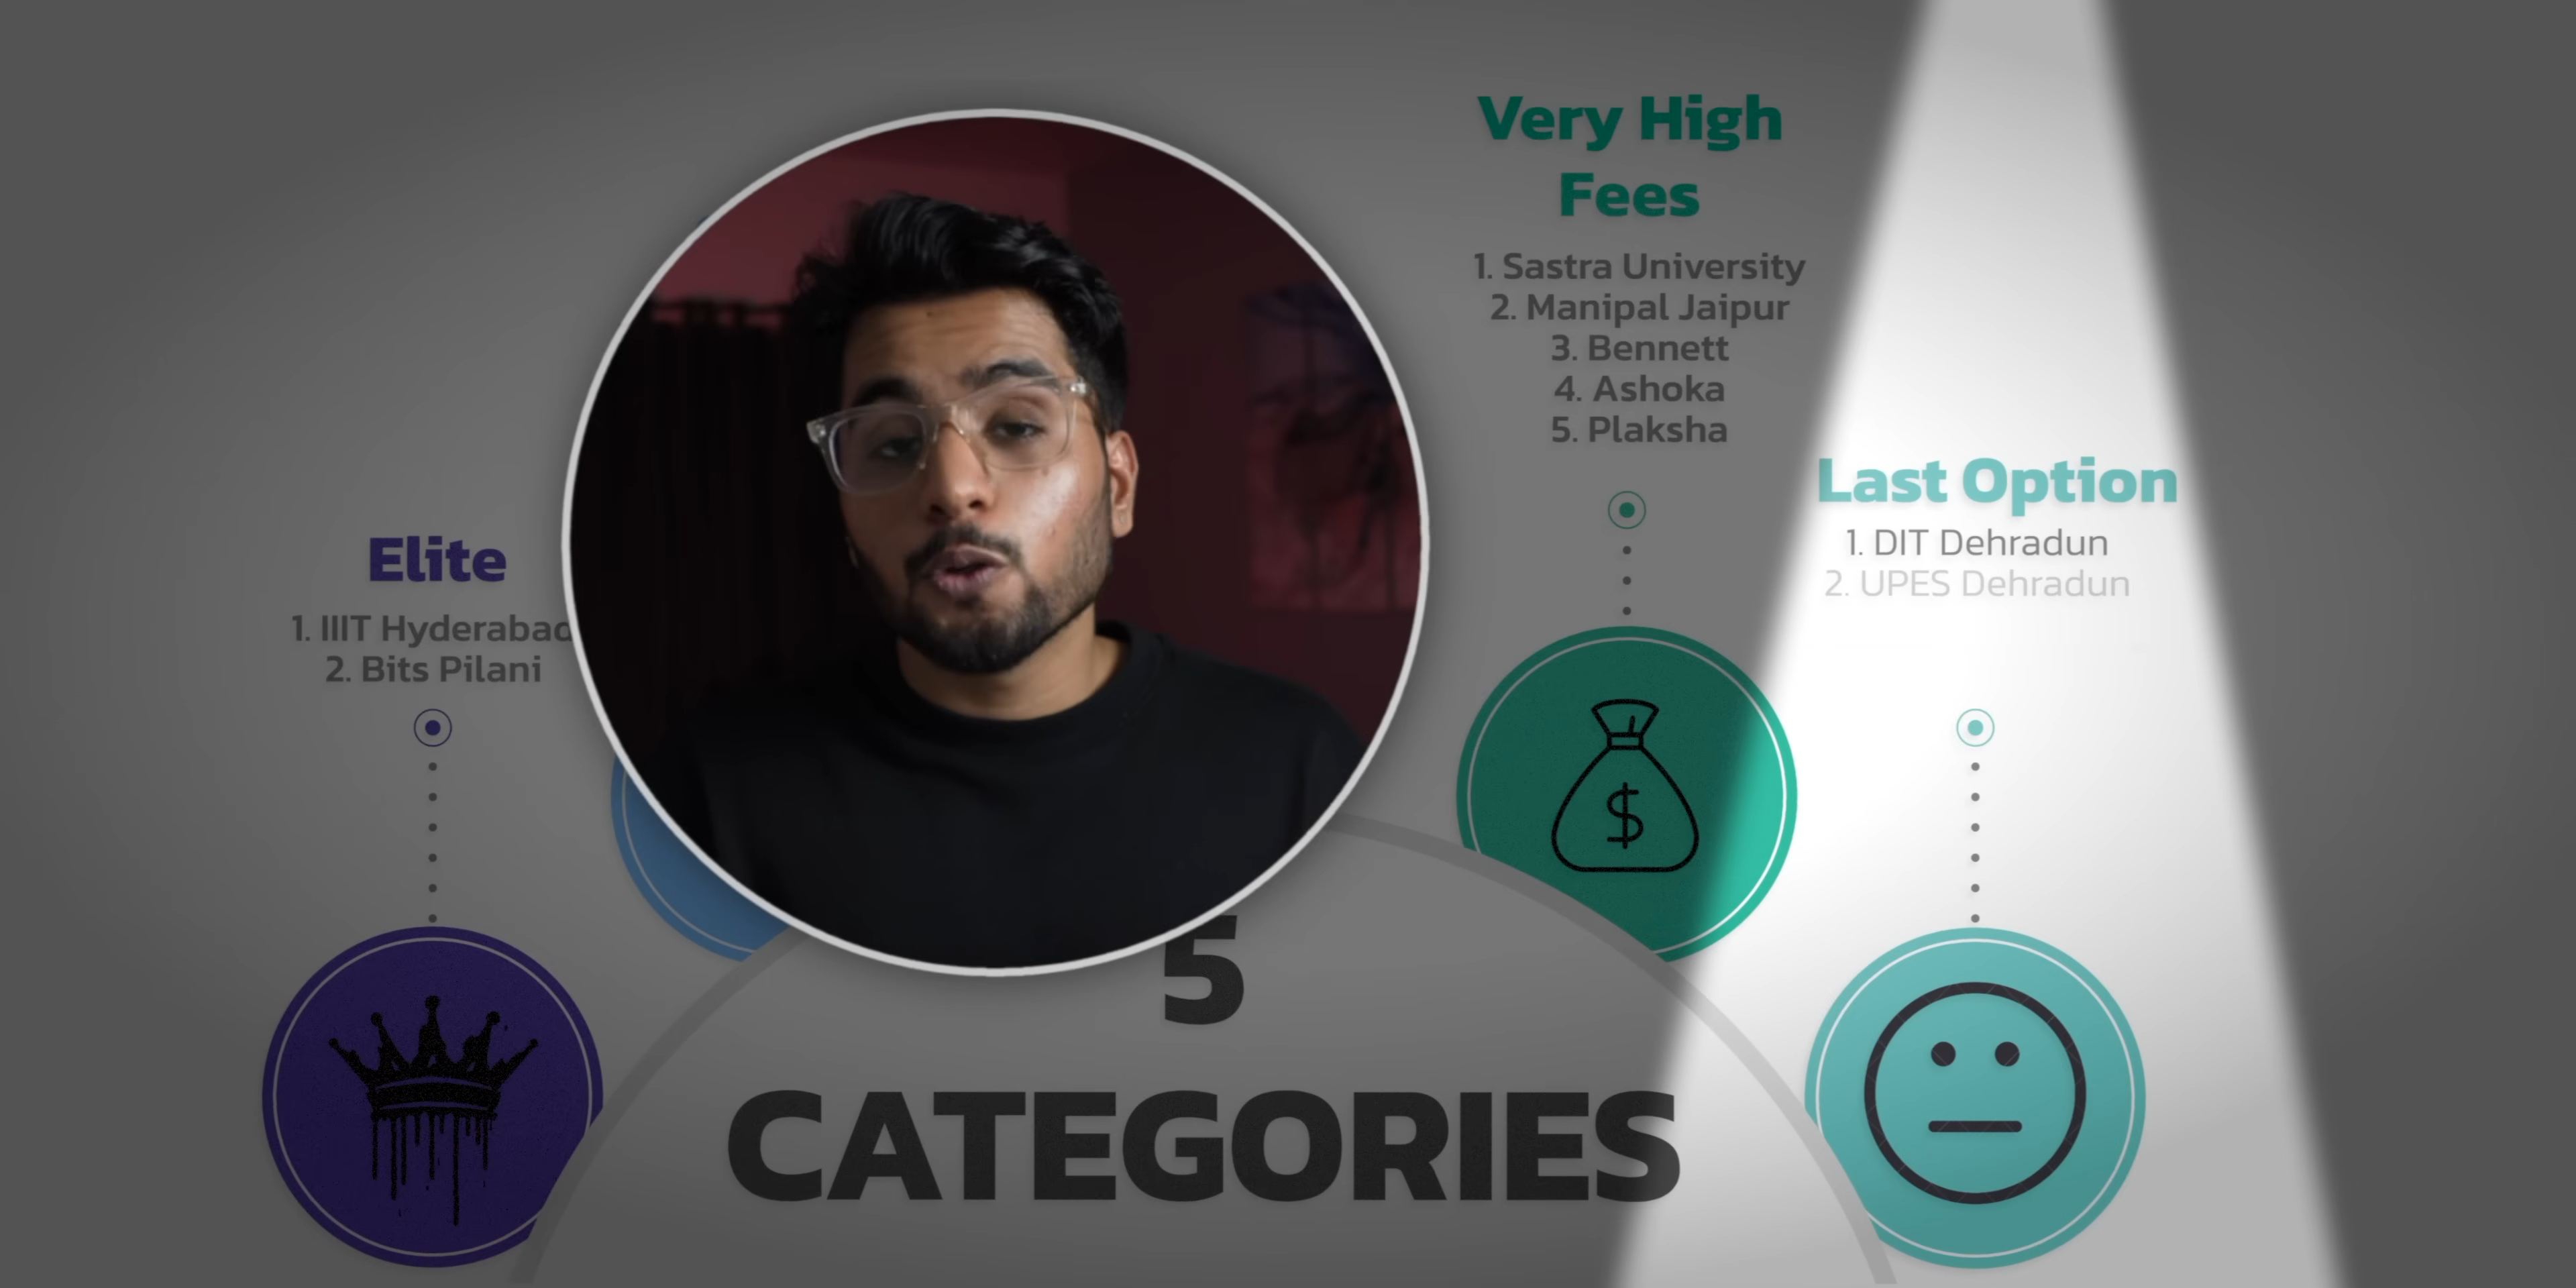 Very High
Fees
1. Sastra University
2. Manipal Jaipur
3. Bennett
4. Ashoka
5. Plaksha
Last Option
1. DIT Dehradun
2. UPES Dehradun
Elite
1. IIIT Hyderabad
2. Bits Pilani
$
5
CATEGORIES